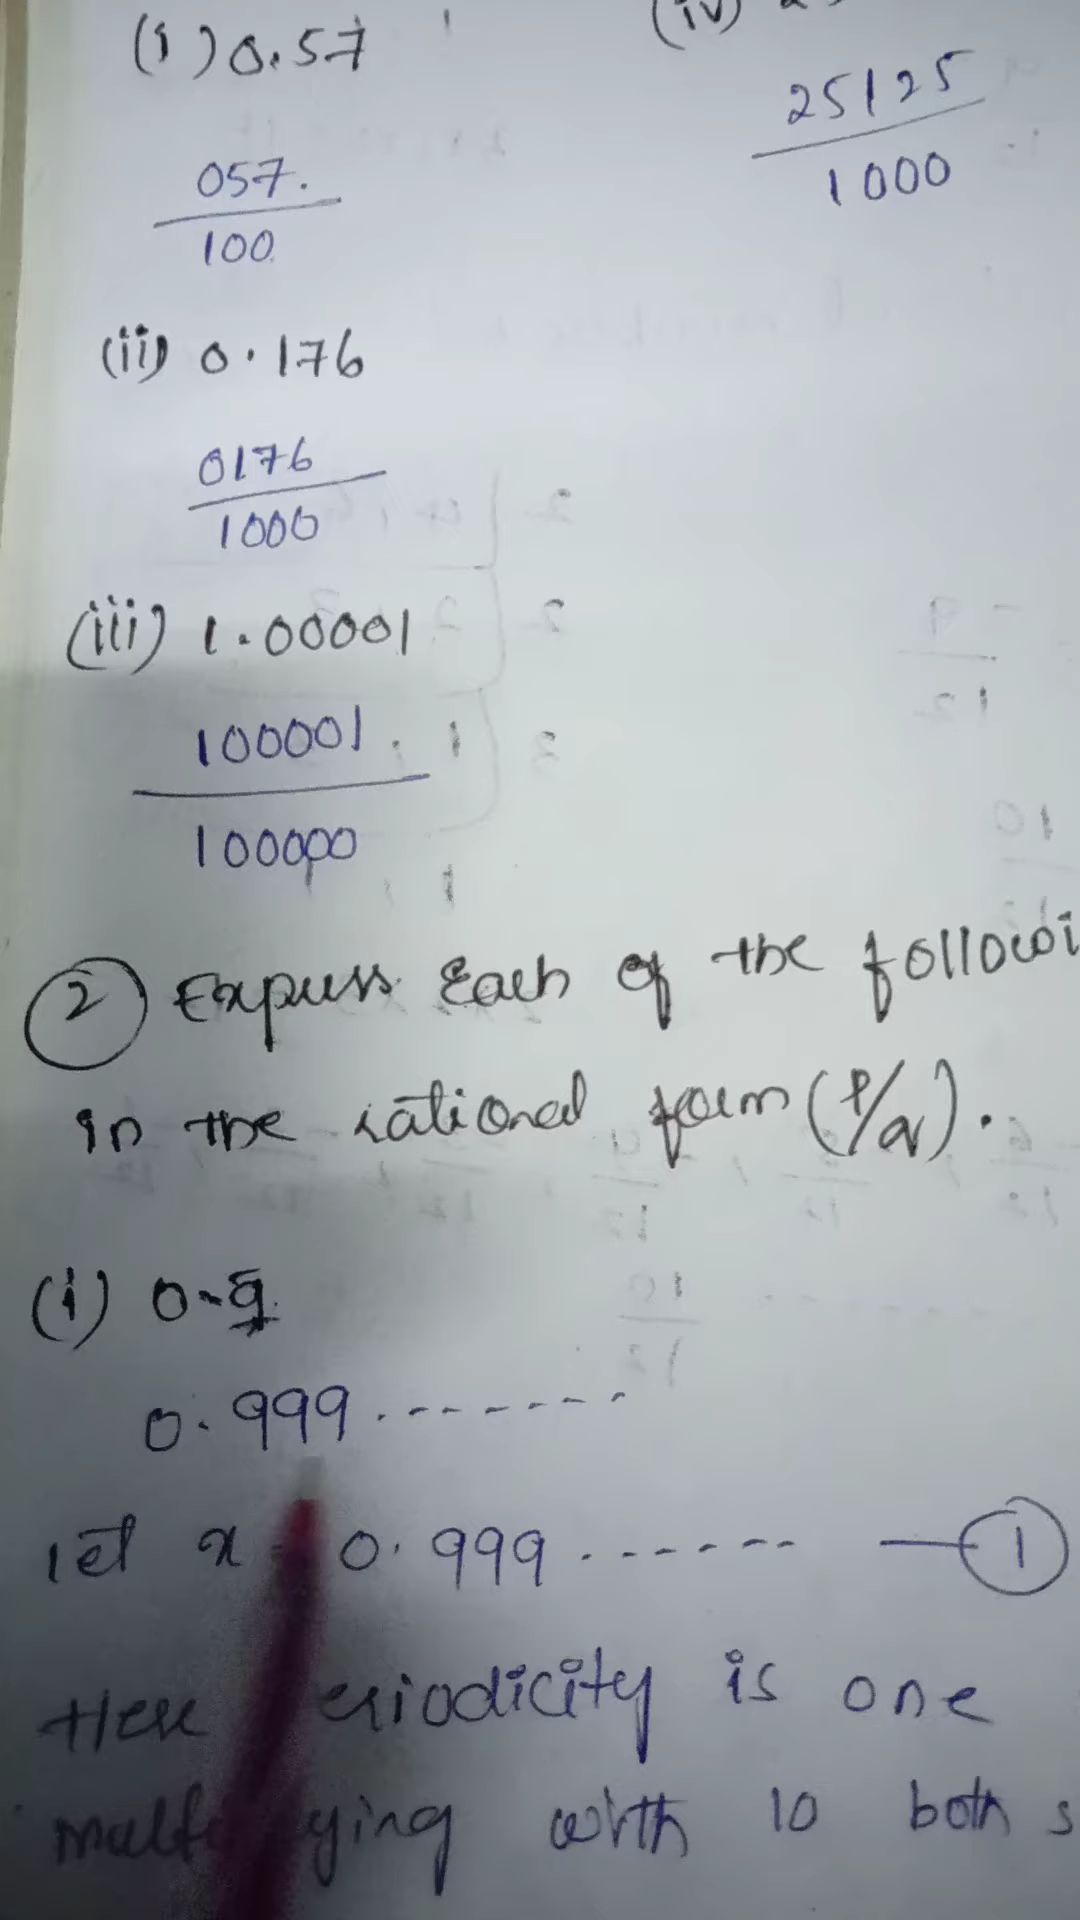 (i) 0.57
057.
100
(ii) 0.176
0176
1000
(iii) 1.00001
100001
100000
(iv)
25125
1000
② Express Each of the followi
in the rational form (P/q).
(i) 0.9̅
0.999.-------
let x 0.999.------ —①
Here eriodicity is one
ying with 10 both s